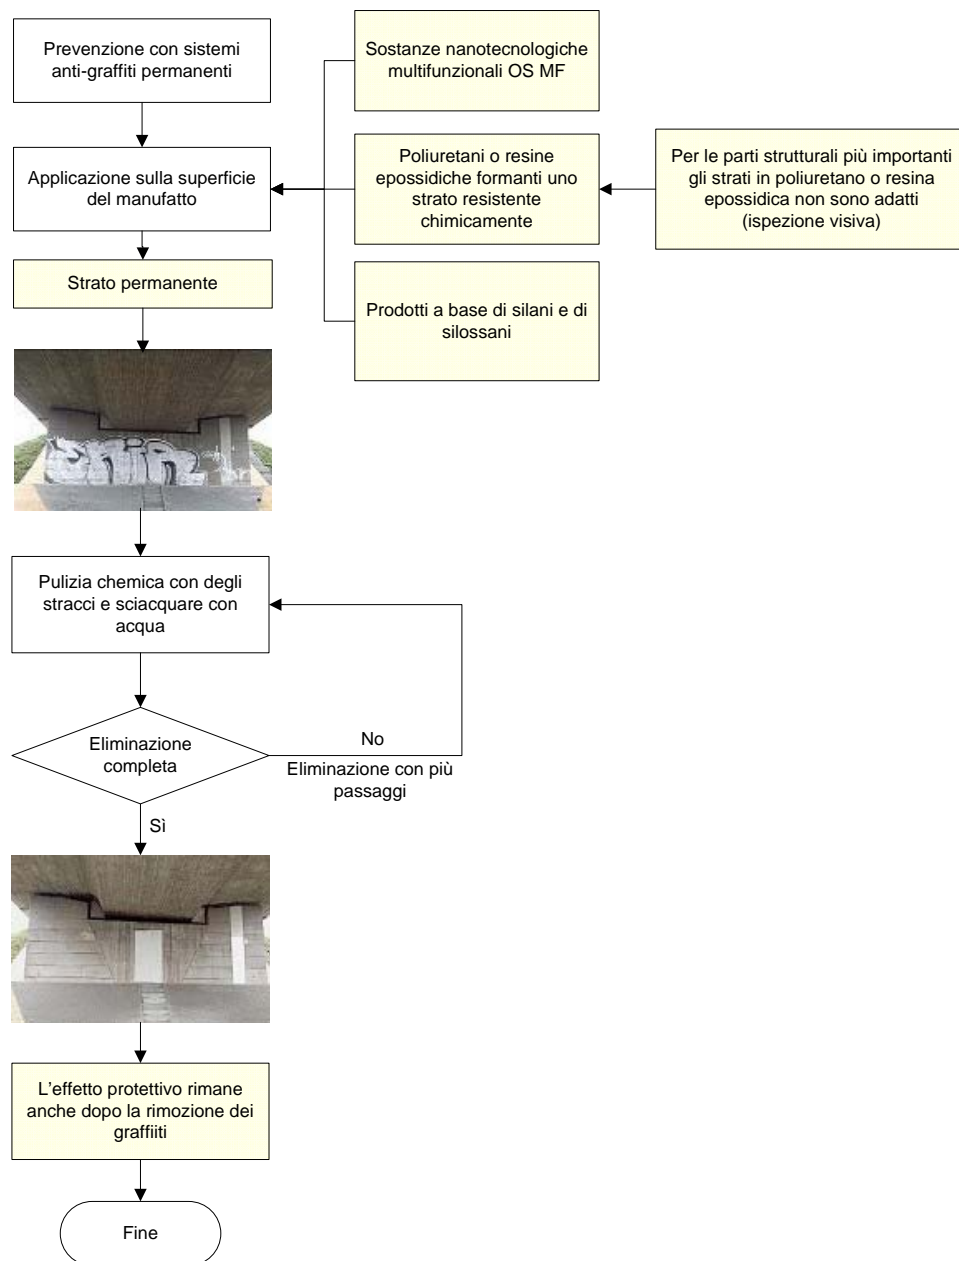 Prevenzione con sistemi
anti-graffiti permanenti
Sostanze nanotecnologiche
multifunzionali OS MF
Applicazione sulla superficie
del manufatto
Poliuretani o resine
epossidiche formanti uno
strato resistente
chimicamente
Per le parti strutturali più importanti
gli strati in poliuretano o resina
epossidica non sono adatti
(ispezione visiva)
Strato permanente
Prodotti a base di silani e di
silossani
Pulizia chemica con degli
stracci e sciacquare con
acqua
Eliminazione
completa
No
Eliminazione con più
passaggi
Sì
L'effetto protettivo rimane
anche dopo la rimozione dei
graffiiti
Fine